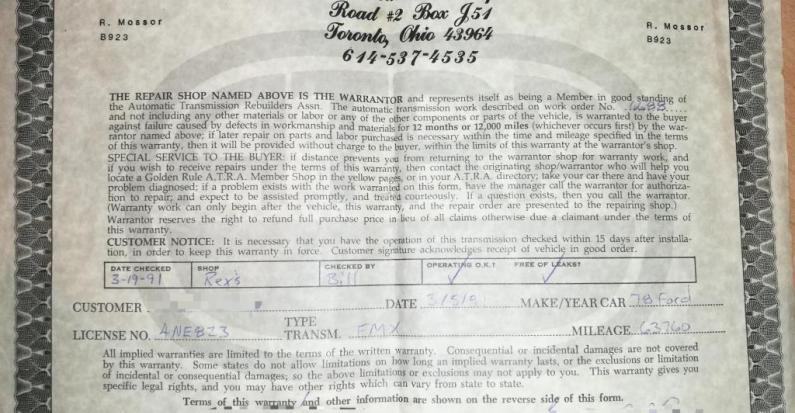 Road #2 Box J51
Toronto, Ohio 43964
614-537-4535
R. Mossor
B923
R. Mossor
B923
THE REPAIR SHOP NAMED ABOVE IS THE WARRANTOR and represents itself as being a Member in good standing of
the Automatic Transmission Rebuilders Assn. The automatic transmission work described on work order No.
and not including any other materials or labor or any of the other components or parts of the vehicle, is warranted to the buyer
against failure caused by defects in workmanship and materials for 12 months or 12,000 miles (whichever occurs first) by the war-
rantor named above; if later repair on parts and labor purchased is necessary within the time and mileage specified in the terms
of this warranty, then it will be provided without charge to the buyer, within the limits of this warranty at the warrantor's shop.
SPECIAL SERVICE TO THE BUYER: if distance prevents you from returning to the warrantor shop for warranty work, and
if you wish to receive repairs under the terms of this warranty, then contact the originating shop/warrantor who will help you
locate a Golden Rule A.T.R.A. Member Shop in the yellow pages, or in your A.T.R.A. directory; take your car there and have your
problem diagnosed; if a problem exists with the work warranted on this form, have the manager call the warrantor for authoriza-
tion to repair; and expect to be assisted promptly, and treated courteously. If a question exists, then you call the warrantor.
(Warranty work can only begin after the vehicle, this warranty, and the repair order are presented to the repairing shop.)
Warrantor reserves the right to refund full purchase price in lieu of all claims otherwise due a claimant under the terms of
this warranty.
CUSTOMER NOTICE: It is necessary that you have the operation of this transmission checked within 15 days after installa-
tion, in order to keep this warranty in force. Customer signature acknowledges receipt of vehicle in good order.
DATE CHECKED SHOP CHECKED BY OPERATING O.K.? FREE OF LEAKS?
3-19-91 Rex's Bill
CUSTOMER DATE 3/5/9 MAKE/YEAR CAR 78 Ford
LICENSE NO. ANE823 TYPE TRANSM. FMX MILEAGE 63760
All implied warranties are limited to the terms of the written warranty. Consequential or incidental damages are not covered
by this warranty. Some states do not allow limitations on how long an implied warranty lasts, or the exclusions or limitation
of incidental or consequential damages; so the above limitations or exclusions may not apply to you. This warranty gives you
specific legal rights, and you may have other rights which can vary from state to state.
Terms of this warranty and other information are shown on the reverse side of this form.